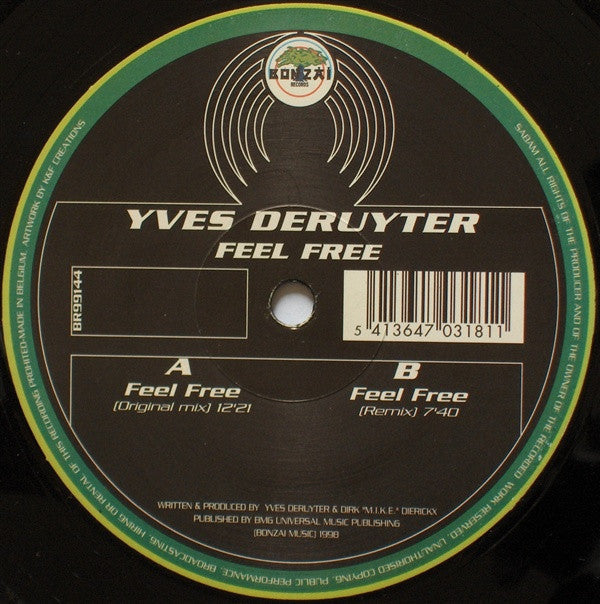 BONZAI
RECORDS
YVES DERUYTER
FEEL FREE
BR99144
5 413647 031811
A
Feel Free
(Original mix) 12'21
B
Feel Free
(Remix) 7'40
WRITTEN & PRODUCED BY YVES DERUYTER & DIRK "M.I.K.E." DIERICKX
PUBLISHED BY BMG UNIVERSAL MUSIC PUBLISHING
(BONZAI MUSIC) 1998
SABAM ALL RIGHTS OF THE PRODUCER AND OF THE OWNER OF THE RECORDED WORK RESERVED. UNAUTHORISED COPYING, PUBLIC PERFORMANCE, BROADCASTING, HIRING OR RENTAL OF THIS RECORDING PROHITED-MADE IN BELGIUM. ARTWORK BY K&F CREATIONS